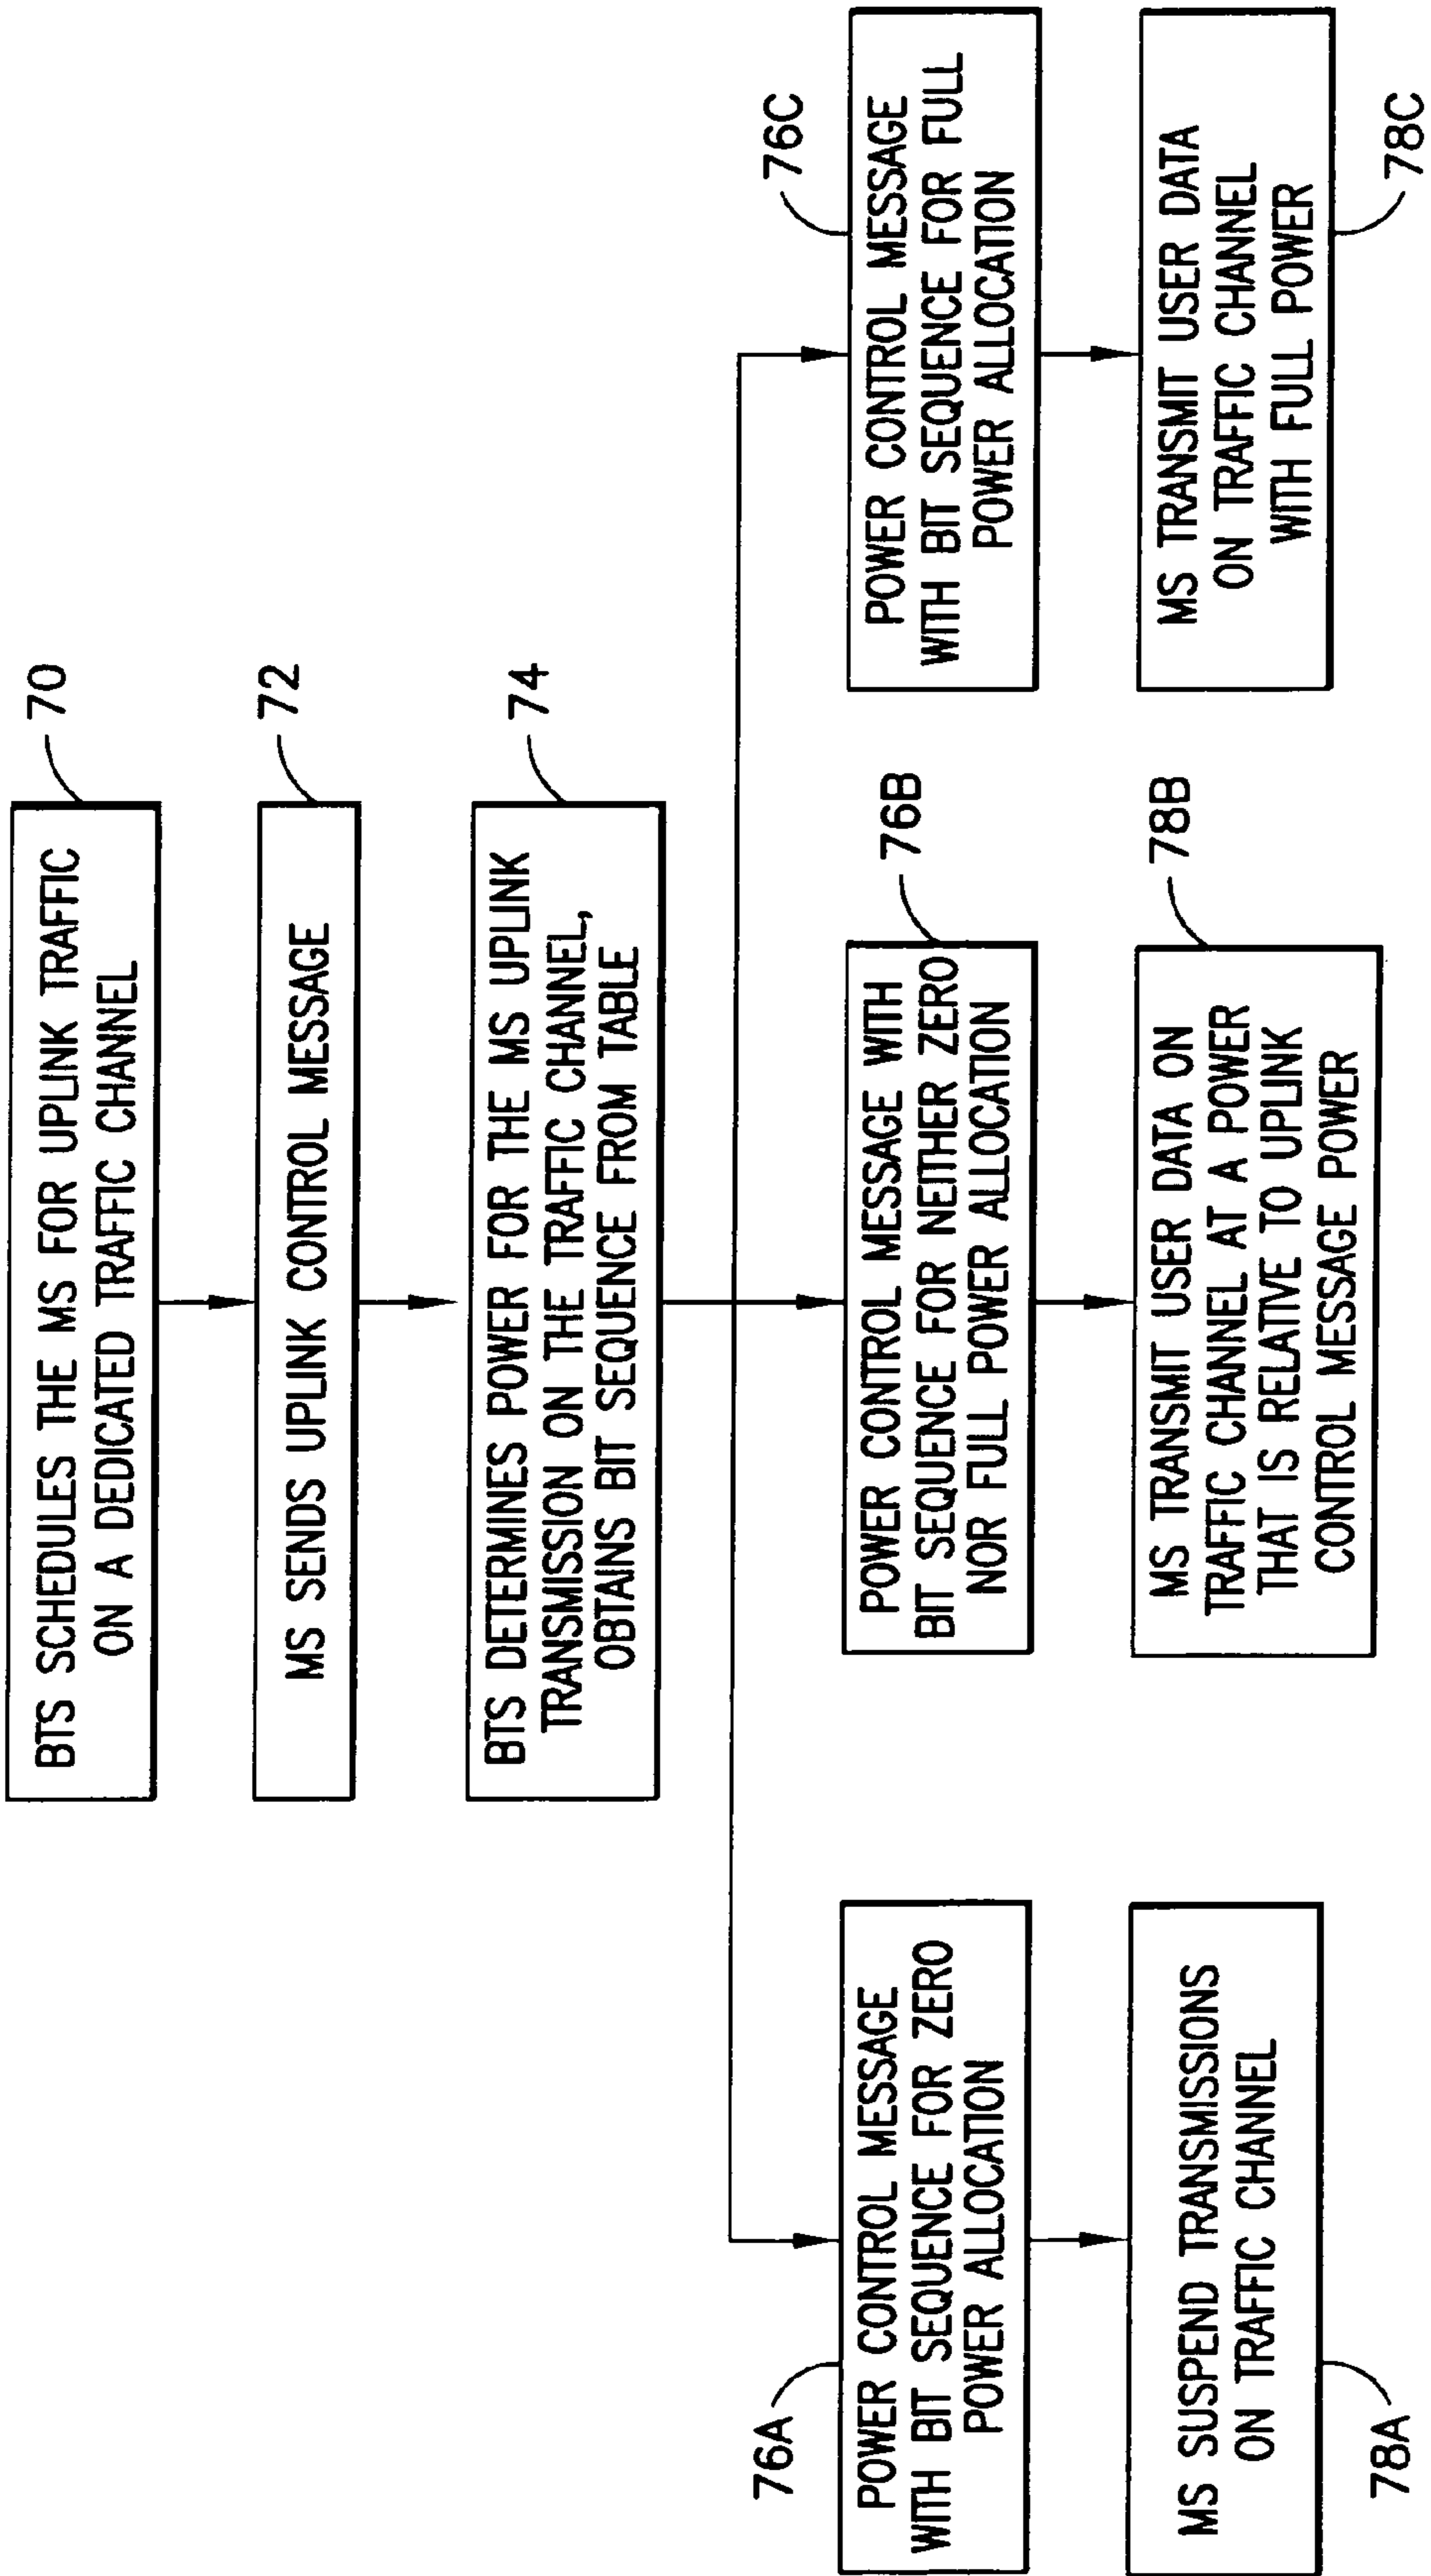 BTS SCHEDULES THE MS FOR UPLINK TRAFFIC
ON A DEDICATED TRAFFIC CHANNEL
70
MS SENDS UPLINK CONTROL MESSAGE
72
BTS DETERMINES POWER FOR THE MS UPLINK
TRANSMISSION ON THE TRAFFIC CHANNEL,
OBTAINS BIT SEQUENCE FROM TABLE
74
76A
POWER CONTROL MESSAGE
WITH BIT SEQUENCE FOR ZERO
POWER ALLOCATION
POWER CONTROL MESSAGE WITH
BIT SEQUENCE FOR NEITHER ZERO
NOR FULL POWER ALLOCATION
76B
POWER CONTROL MESSAGE
WITH BIT SEQUENCE FOR FULL
POWER ALLOCATION
76C
MS SUSPEND TRANSMISSIONS
ON TRAFFIC CHANNEL
78A
MS TRANSMIT USER DATA ON
TRAFFIC CHANNEL AT A POWER
THAT IS RELATIVE TO UPLINK
CONTROL MESSAGE POWER
78B
MS TRANSMIT USER DATA
ON TRAFFIC CHANNEL
WITH FULL POWER
78C